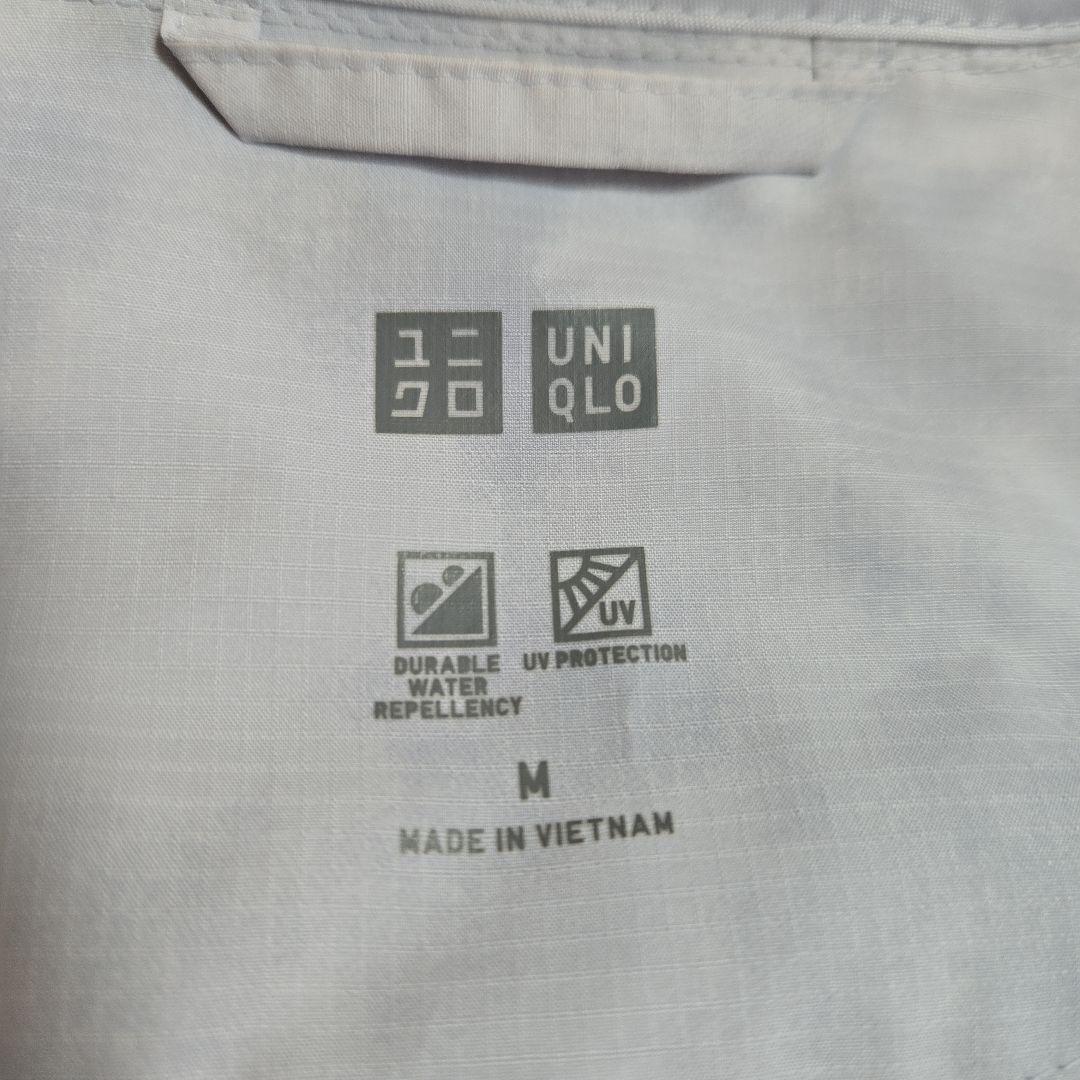 ユニ
クロ
UNI
QLO
UV
DURABLE
WATER
REPELLENCY
UV PROTECTION
M
MADE IN VIETNAM